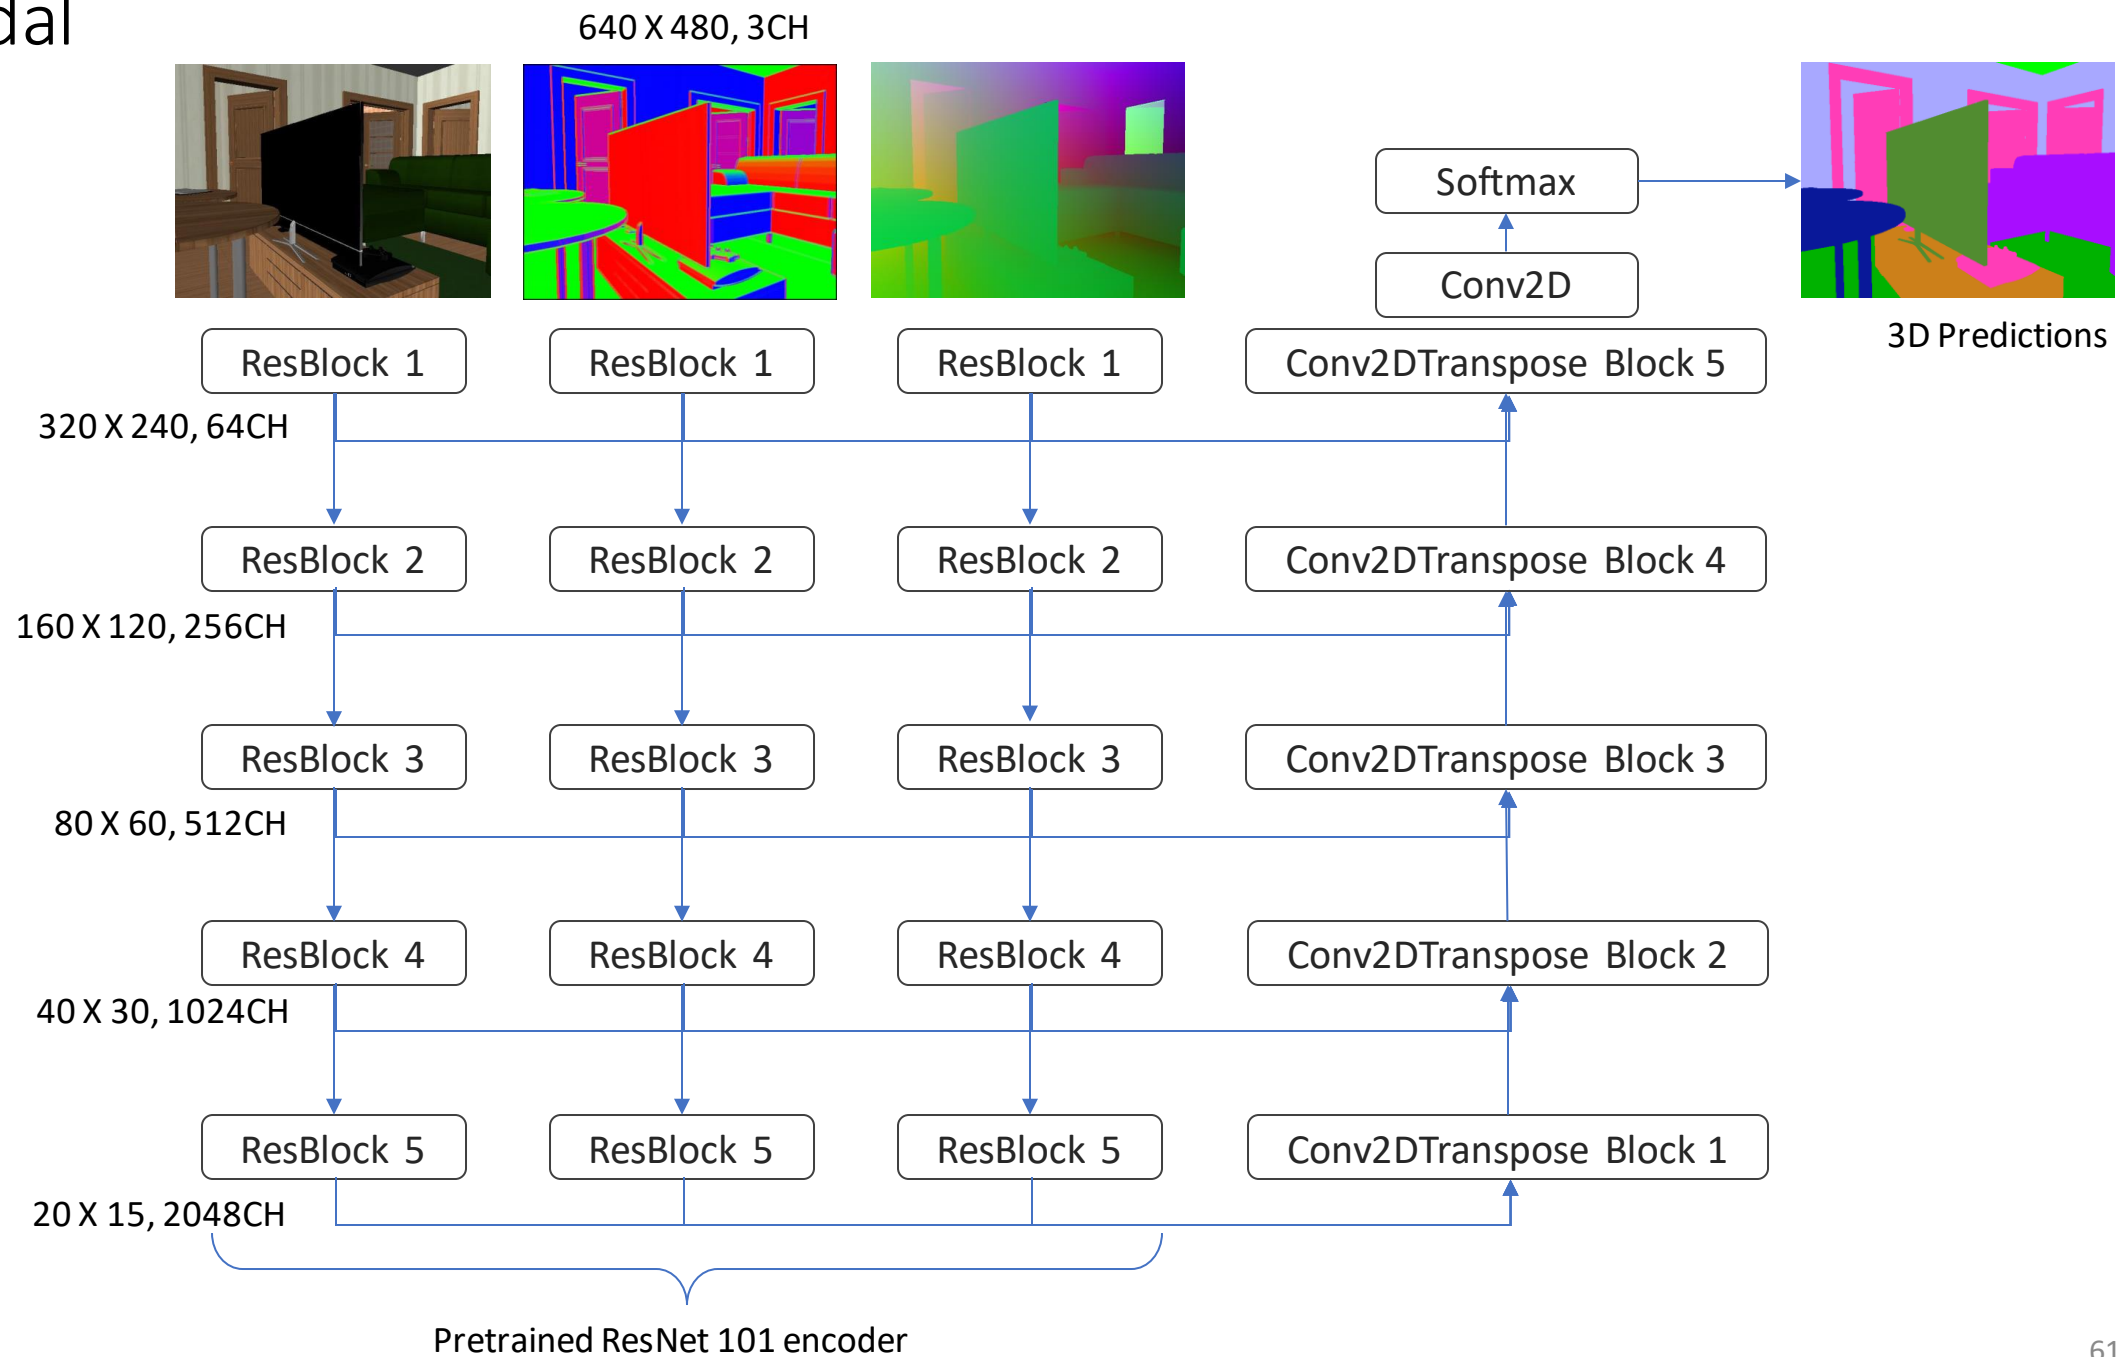 dal
640 X 480, 3CH
Softmax
Conv2D
3D Predictions
ResBlock 1 ResBlock 1 ResBlock 1 Conv2DTranspose Block 5
320 X 240, 64CH
ResBlock 2 ResBlock 2 ResBlock 2 Conv2DTranspose Block 4
160 X 120, 256CH
ResBlock 3 ResBlock 3 ResBlock 3 Conv2DTranspose Block 3
80 X 60, 512CH
ResBlock 4 ResBlock 4 ResBlock 4 Conv2DTranspose Block 2
40 X 30, 1024CH
ResBlock 5 ResBlock 5 ResBlock 5 Conv2DTranspose Block 1
20 X 15, 2048CH
Pretrained ResNet 101 encoder
61